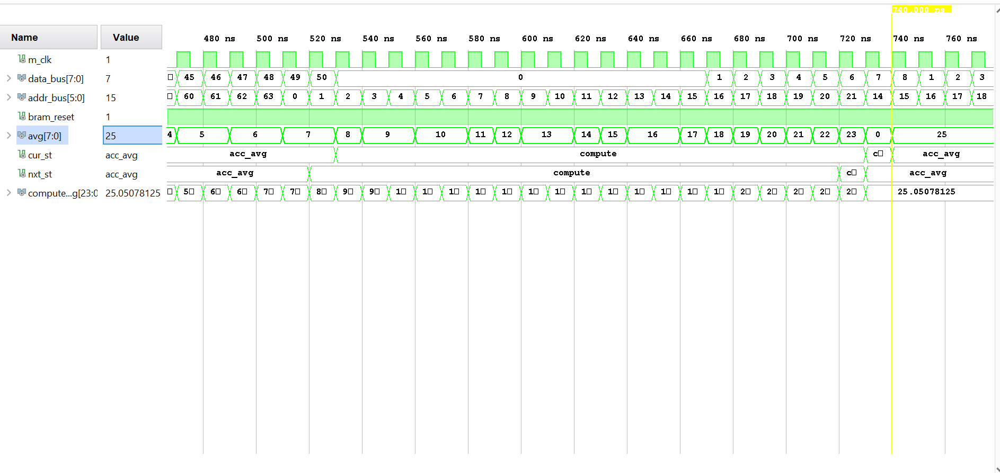 740.000 ns
Name Value 480 ns 500 ns 520 ns 540 ns 560 ns 580 ns 600 ns 620 ns 640 ns 660 ns 680 ns 700 ns 720 ns 740 ns 760 ns
m_clk 1
data_bus[7:0] 7 □ 45 46 47 48 49 50 0 1 2 3 4 5 6 7 8 1 2 3
addr_bus[5:0] 15 □ 60 61 62 63 0 1 2 3 4 5 6 7 8 9 10 11 12 13 14 15 16 17 18 19 20 21 14 15 16 17 18
bram_reset 1
avg[7:0] 25 4 5 6 7 8 9 10 11 12 13 14 15 16 17 18 19 20 21 22 23 0 25
cur_st acc_avg acc_avg compute c□ acc_avg
nxt_st acc_avg acc_avg compute c□ acc_avg
compute...g[23:0 25.05078125 □ 5□ 6□ 6□ 7□ 7□ 8□ 9□ 9□ 1□ 1□ 1□ 1□ 1□ 1□ 1□ 1□ 1□ 1□ 1□ 1□ 1□ 2□ 2□ 2□ 2□ 2□ 25.05078125